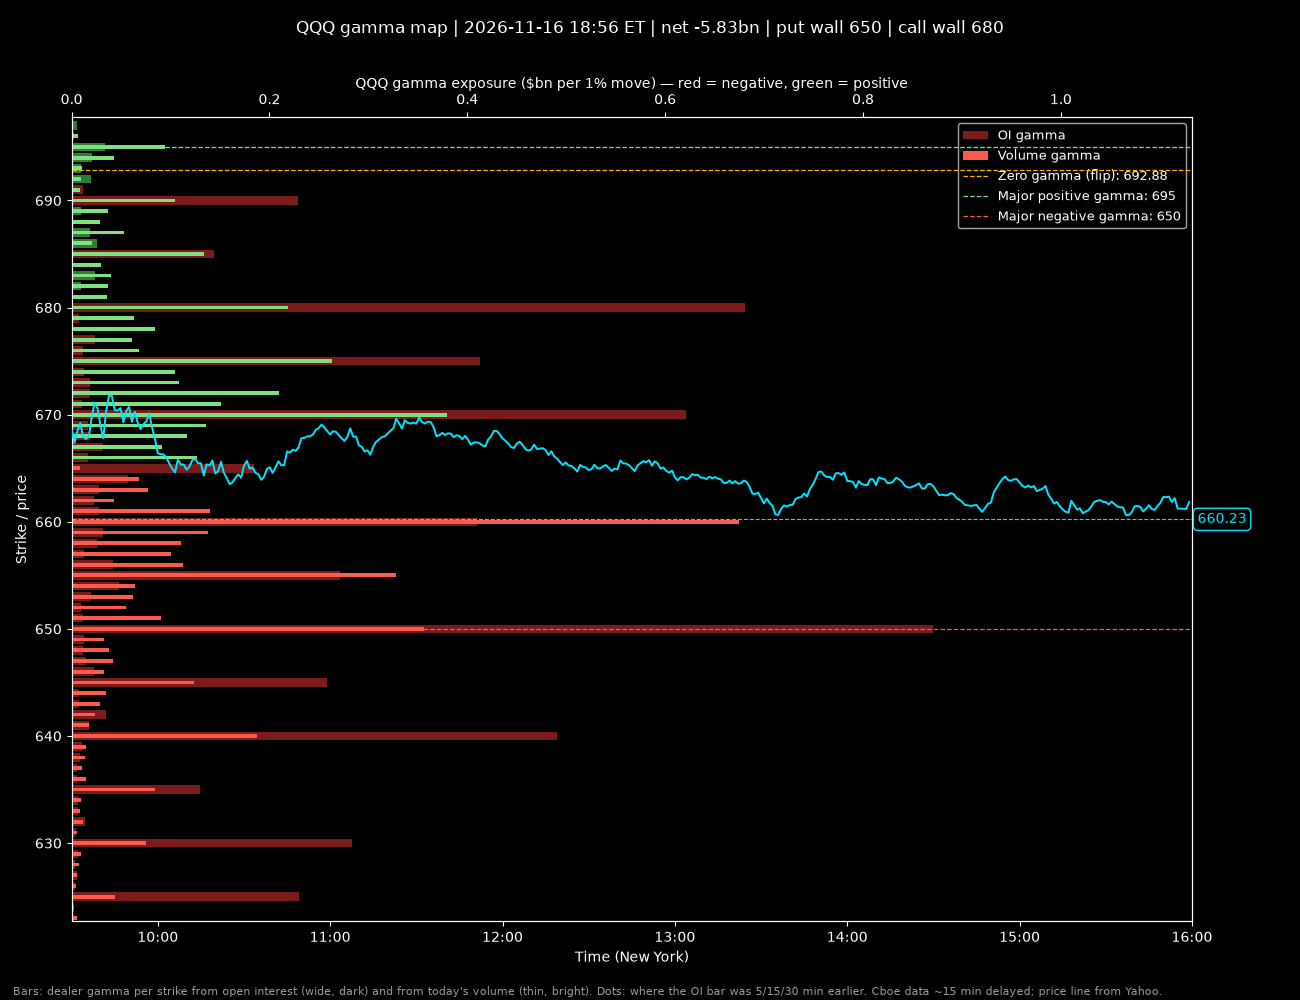 QQQ gamma map | 2026-11-16 18:56 ET | net -5.83bn | put wall 650 | call wall 680
QQQ gamma exposure ($bn per 1% move) — red = negative, green = positive
0.0 0.2 0.4 0.6 0.8 1.0
OI gamma
Volume gamma
Zero gamma (flip): 692.88
Major positive gamma: 695
Major negative gamma: 650
Strike / price
690
680
670
660
650
640
630
660.23
10:00 11:00 12:00 13:00 14:00 15:00 16:00
Time (New York)
Bars: dealer gamma per strike from open interest (wide, dark) and from today's volume (thin, bright). Dots: where the OI bar was 5/15/30 min earlier. Cboe data ~15 min delayed; price line from Yahoo.